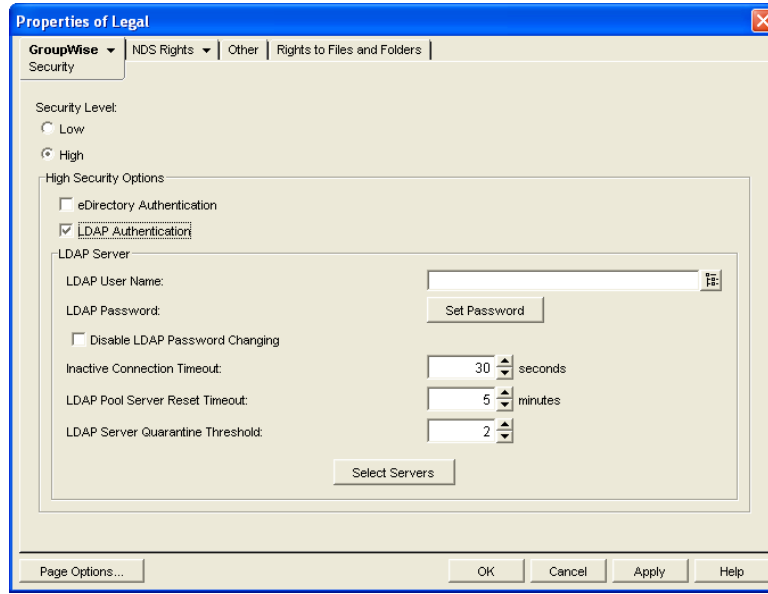 Properties of Legal
GroupWise NDS Rights Other Rights to Files and Folders
Security
Security Level:
Low
High
High Security Options
eDirectory Authentication
LDAP Authentication
LDAP Server
LDAP User Name:
LDAP Password: Set Password
Disable LDAP Password Changing
Inactive Connection Timeout: 30 seconds
LDAP Pool Server Reset Timeout: 5 minutes
LDAP Server Quarantine Threshold: 2
Select Servers
Page Options... OK Cancel Apply Help